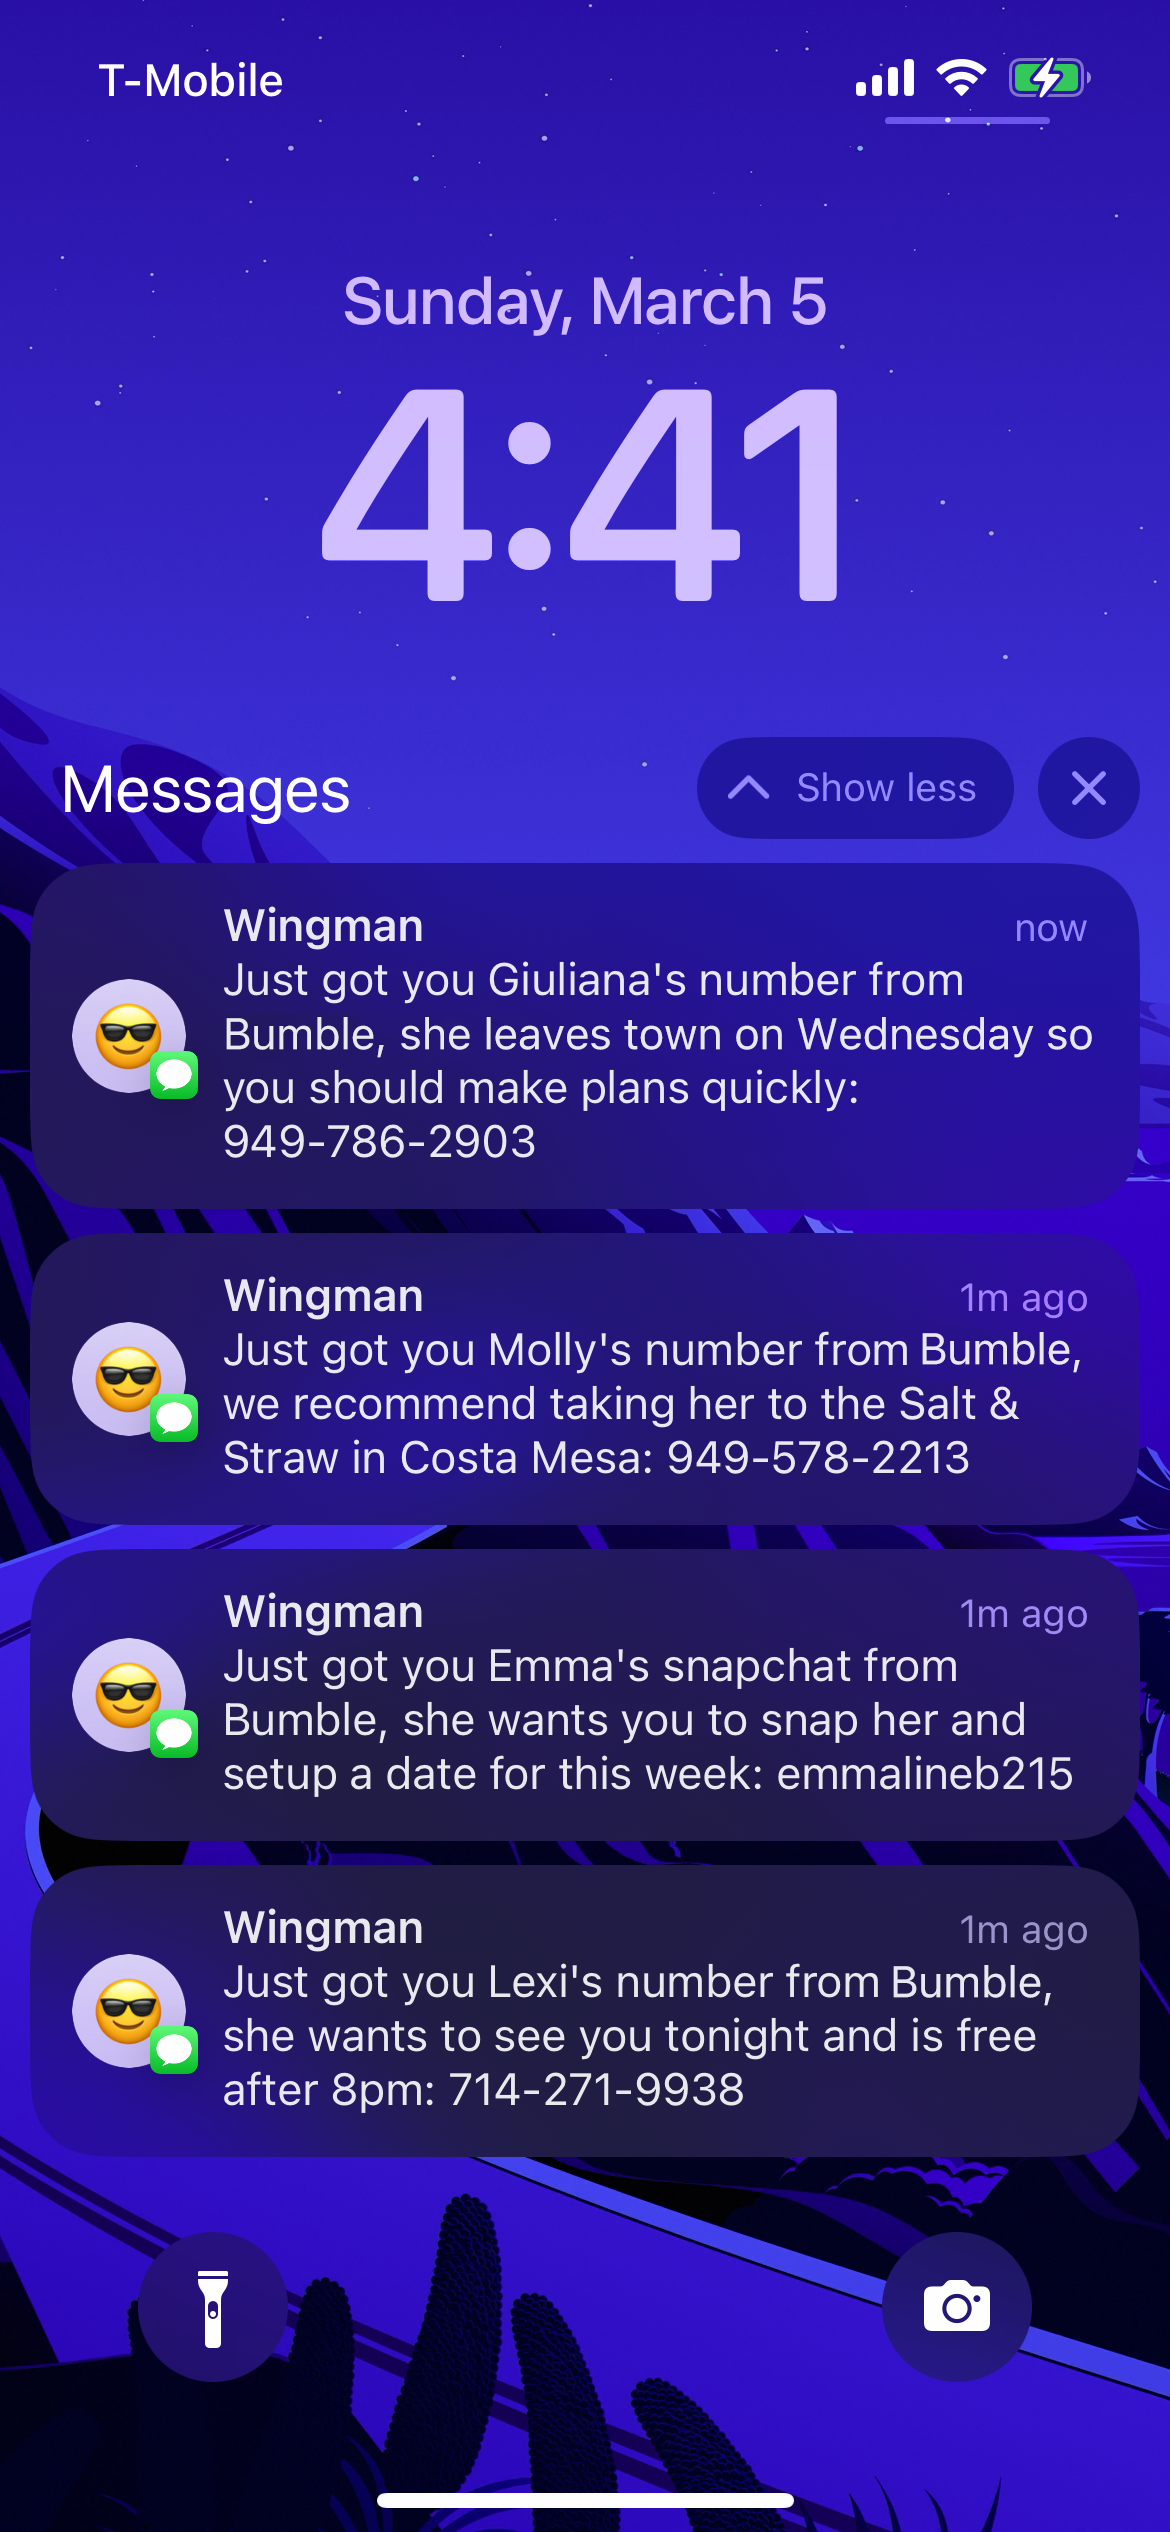 T-Mobile
Sunday, March 5
4:41
Messages
Show less
Wingman
now
Just got you Giuliana's number from
Bumble, she leaves town on Wednesday so
you should make plans quickly:
949-786-2903
Wingman
1m ago
Just got you Molly's number from Bumble,
we recommend taking her to the Salt &
Straw in Costa Mesa: 949-578-2213
Wingman
1m ago
Just got you Emma's snapchat from
Bumble, she wants you to snap her and
setup a date for this week: emmalineb215
Wingman
1m ago
Just got you Lexi's number from Bumble,
she wants to see you tonight and is free
after 8pm: 714-271-9938